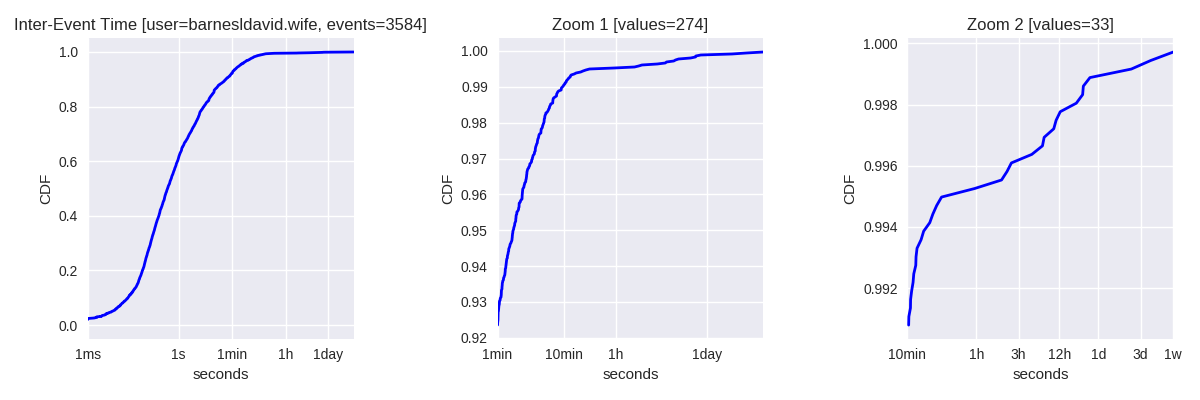 Inter-Event Time [user=barnesldavid.wife, events=3584]
CDF
1.0
0.8
0.6
0.4
0.2
0.0
1ms
1s
1min
1h
1day
seconds
Zoom 1 [values=274]
CDF
1.00
0.99
0.98
0.97
0.96
0.95
0.94
0.93
0.92
1min
10min
1h
1day
seconds
Zoom 2 [values=33]
CDF
1.000
0.998
0.996
0.994
0.992
10min
1h
3h
12h
1d
3d
1w
seconds